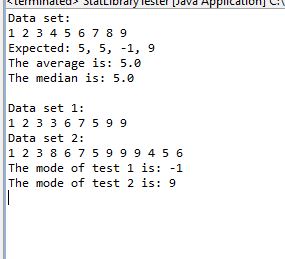 <terminated> StatLibraryTester [Java Application] C:\
Data set:
1 2 3 4 5 6 7 8 9
Expected: 5, 5, -1, 9
The average is: 5.0
The median is: 5.0
Data set 1:
1 2 3 3 6 7 5 9 9
Data set 2:
1 2 3 8 6 7 5 9 9 9 4 5 6
The mode of test 1 is: -1
The mode of test 2 is: 9